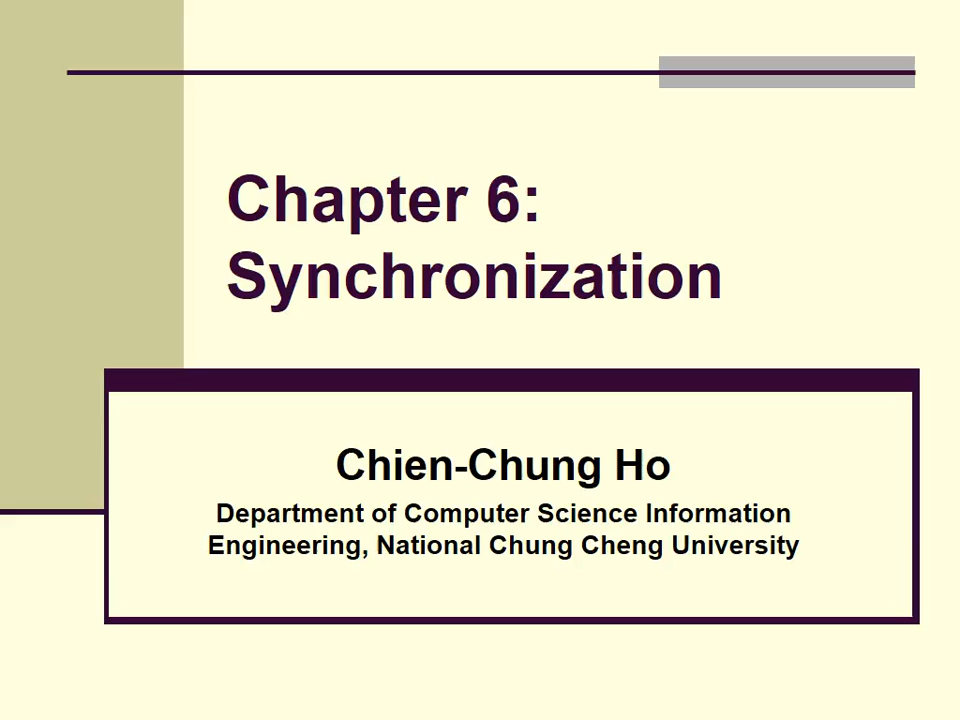 Chapter 6:
Synchronization
Chien-Chung Ho
Department of Computer Science Information
Engineering, National Chung Cheng University